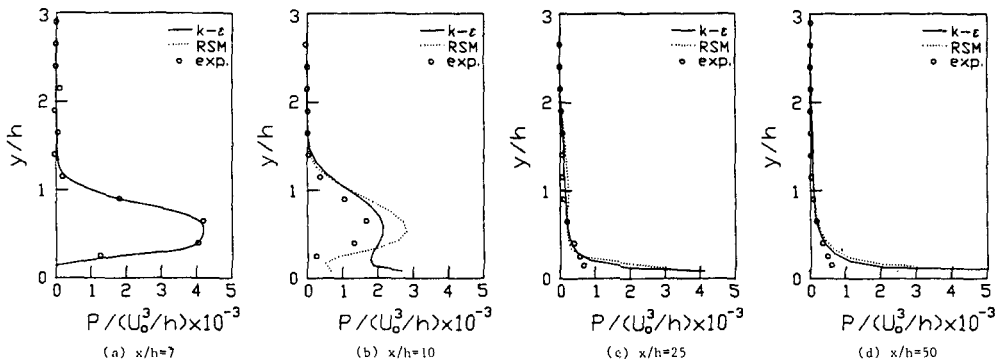 3
k-ε
RSM
exp.
2
y/h
1
0
0 1 2 3 4 5
P/(U₀³/h)×10⁻³
(a) x/h=7
3
k-ε
RSM
exp.
2
y/h
1
0
0 1 2 3 4 5
P/(U₀³/h)×10⁻³
(b) x/h=10
3
k-ε
RSM
exp.
2
y/h
1
0
0 1 2 3 4 5
P/(U₀³/h)×10⁻³
(c) x/h=25
3
k-ε
RSM
exp.
2
y/h
1
0
0 1 2 3 4 5
P/(U₀³/h)×10⁻³
(d) x/h=50